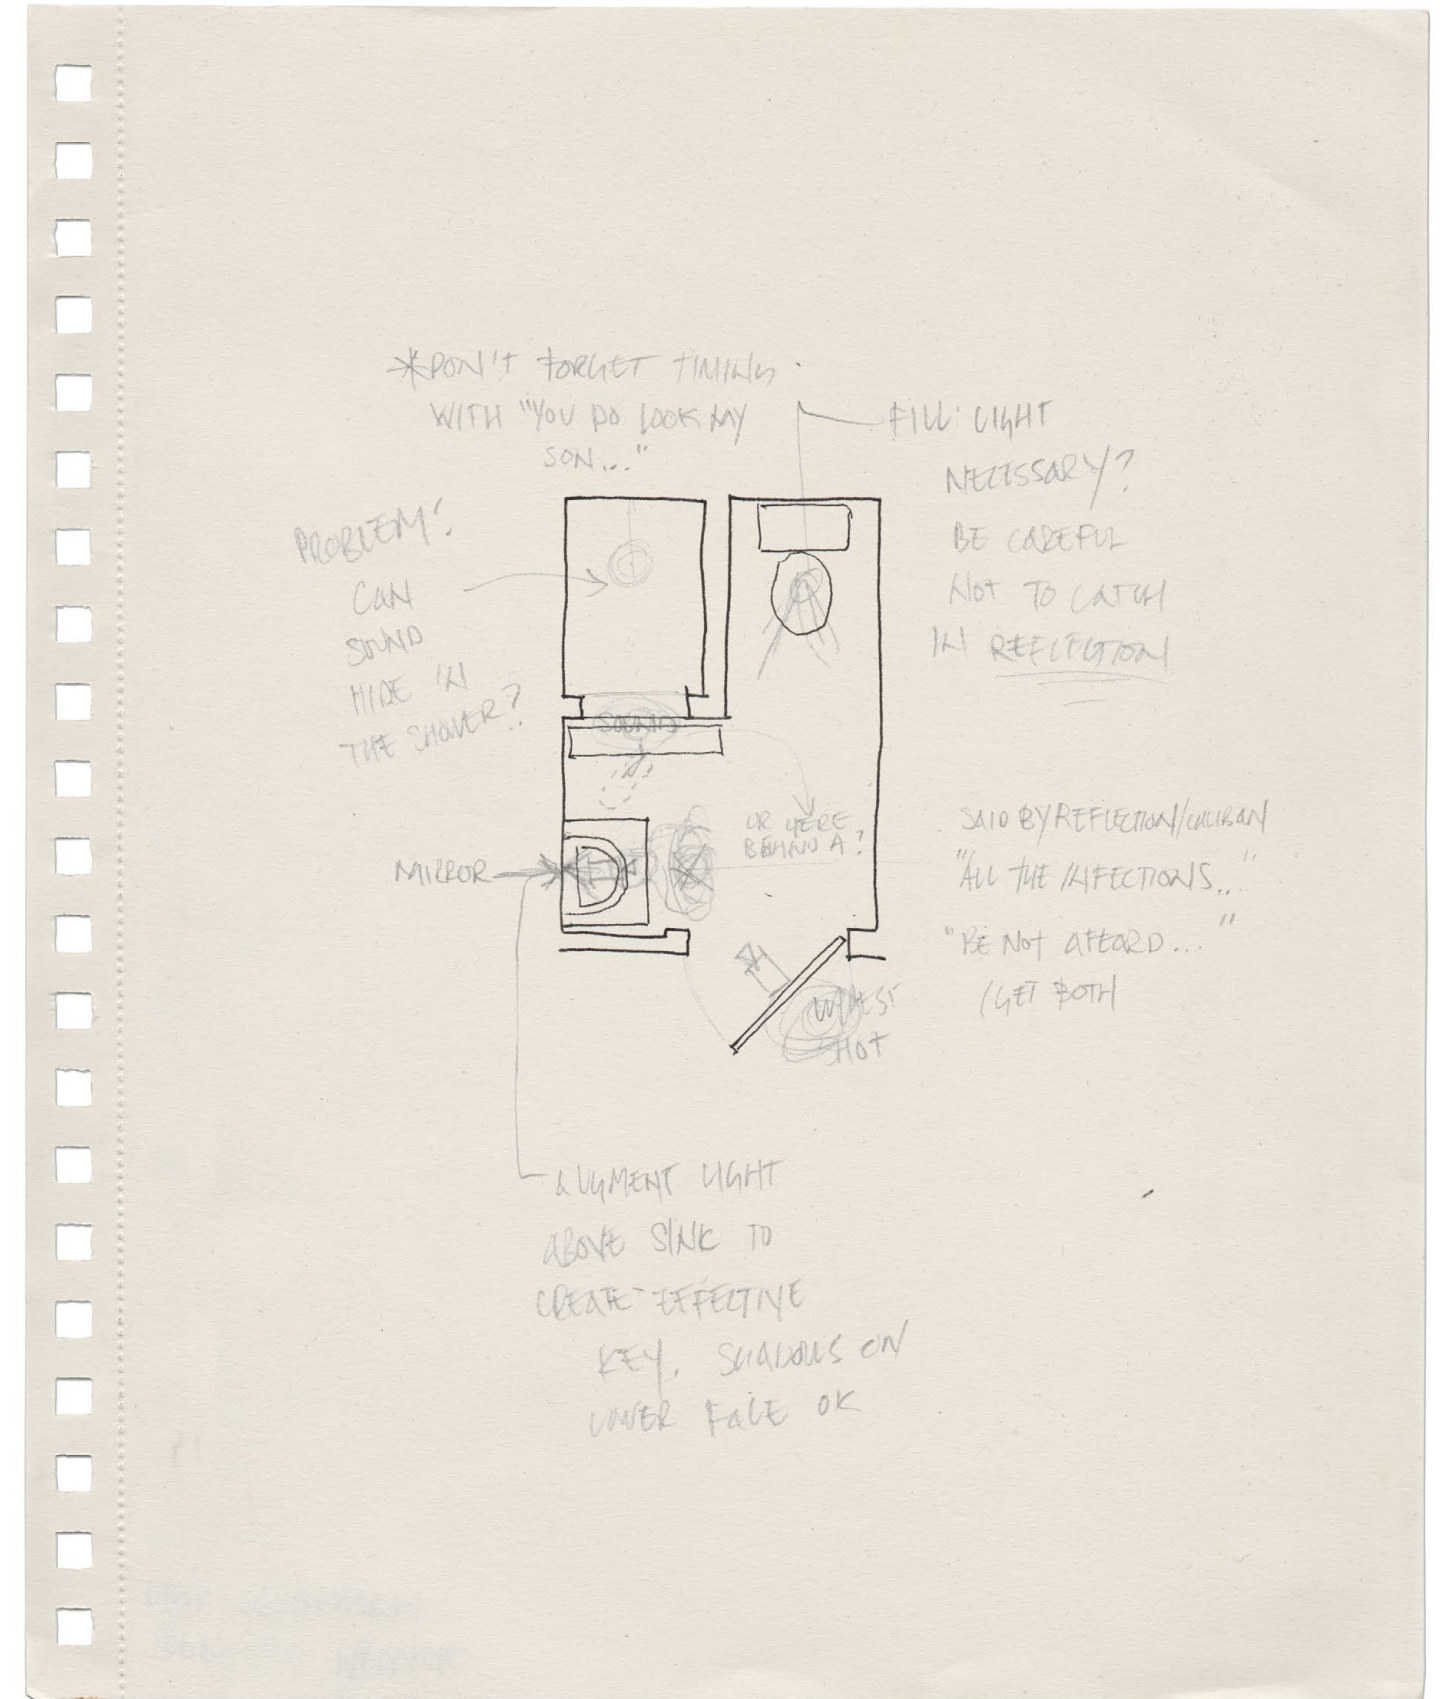 *DON'T FORGET TIMING
WITH "YOU DO LOOK MY
SON..."
FILL: LIGHT
NECESSARY?
BE CAREFUL
NOT TO CATCH
IN REFLECTION
PROBLEM?
CAN
SOUND
HIDE IN
THE SHOWER?
SOUND
OR HERE
BEHIND A?
MIRROR
SAID BY REFLECTION/CALIBAN
"ALL THE INFECTIONS..."
"BE NOT AFEARD..."
GET BOTH
SHOT
AUGMENT LIGHT
ABOVE SINK TO
CREATE EFFECTIVE
KEY. SHADOWS ON
LOWER FACE OK